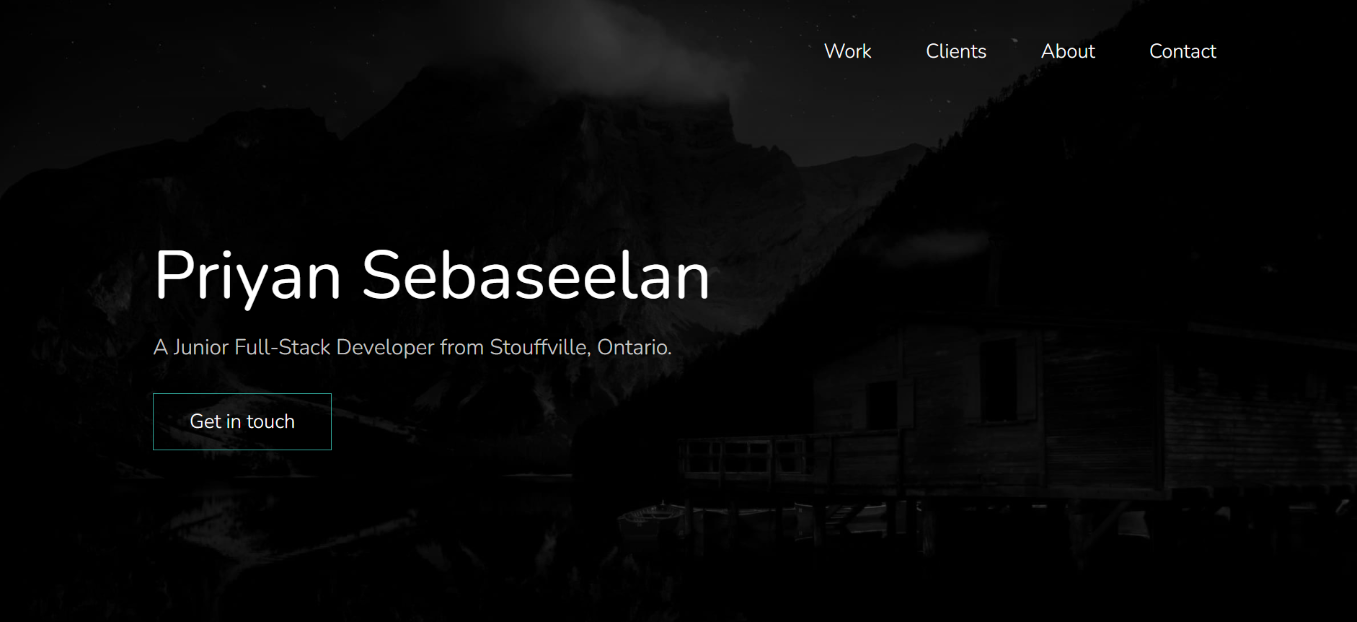 Work Clients About Contact
Priyan Sebaseelan
A Junior Full-Stack Developer from Stouffville, Ontario.
Get in touch